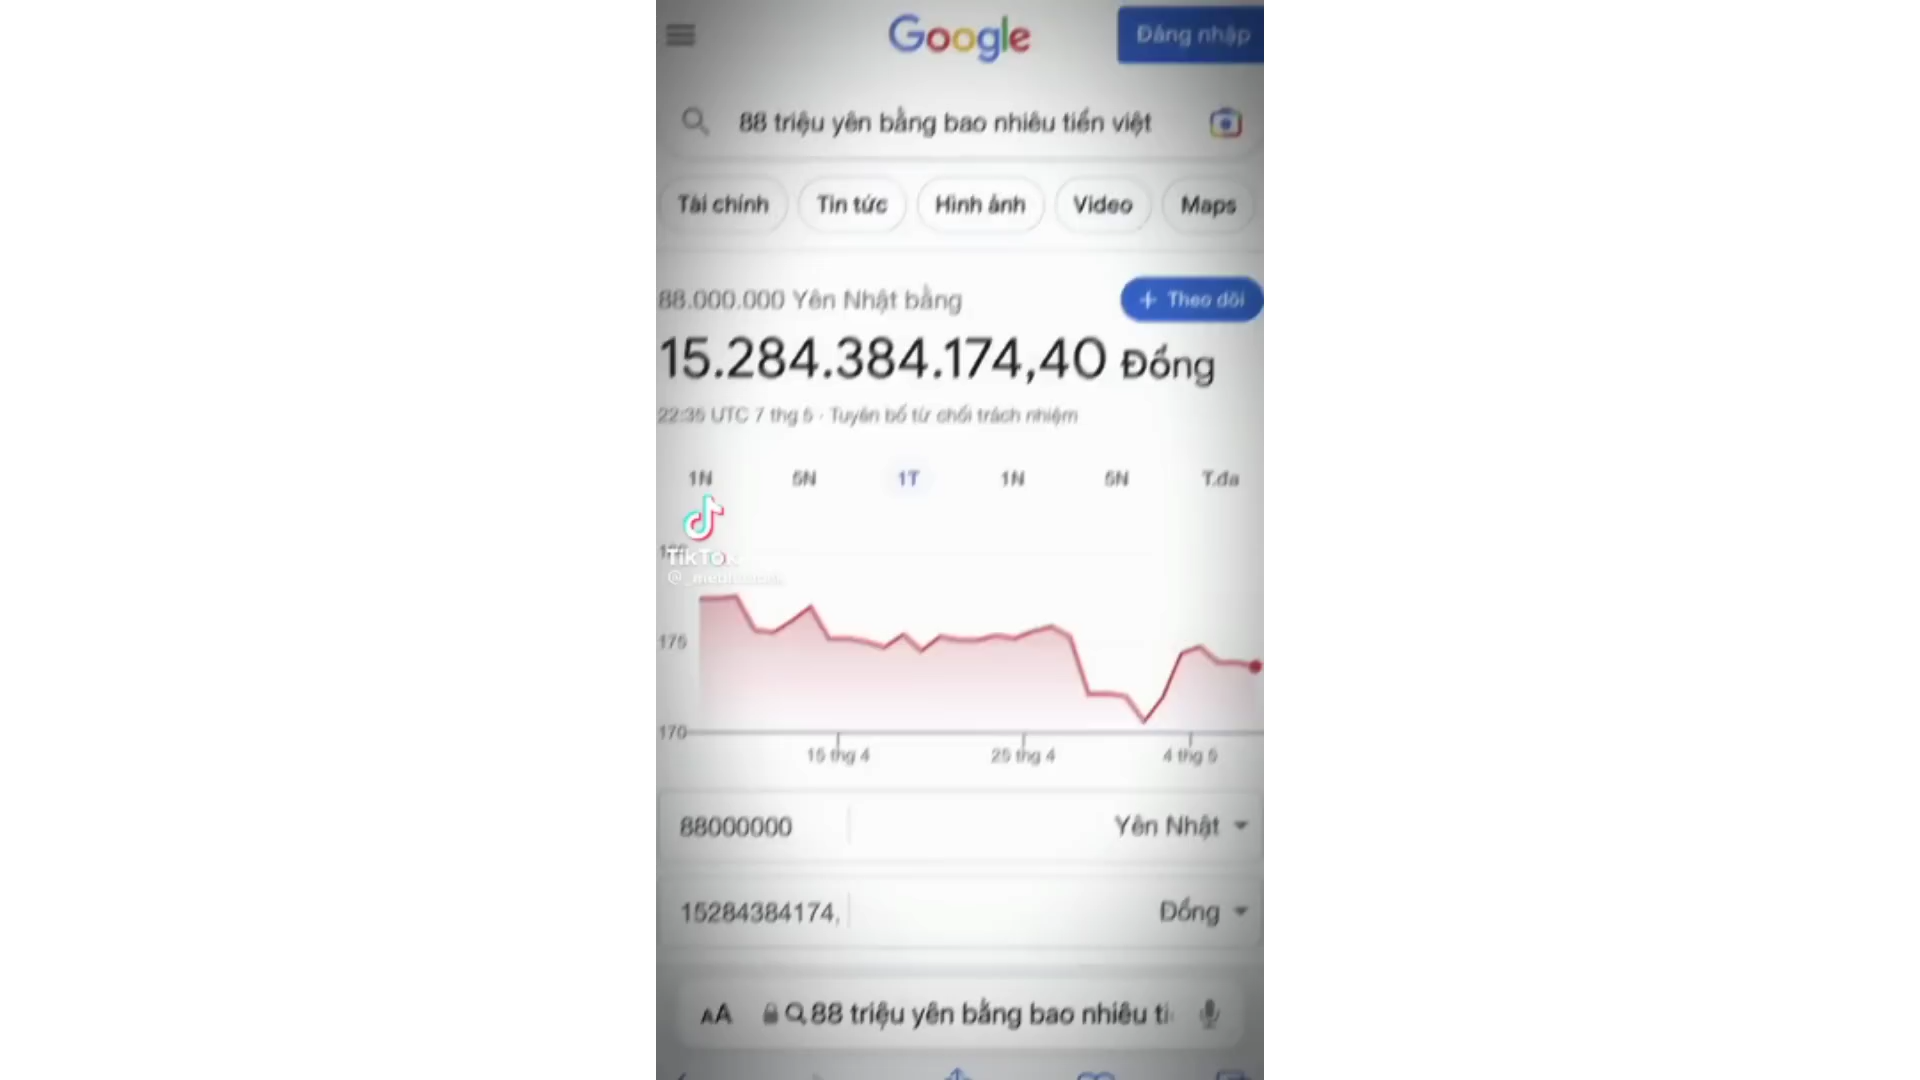 Google
Đăng nhập
88 triệu yên bằng bao nhiêu tiền việt
Tài chính
Tin tức
Hình ảnh
Video
Maps
88.000.000 Yên Nhật bằng
+ Theo dõi
15.284.384.174,40 Đồng
22:35 UTC 7 thg 5 · Tuyên bố từ chối trách nhiệm
1N
5N
1T
1N
5N
T.đa
TikTok
175
170
15 thg 4
25 thg 4
4 thg 5
88000000
Yên Nhật
15284384174,
Đồng
AA
88 triệu yên bằng bao nhiêu ti